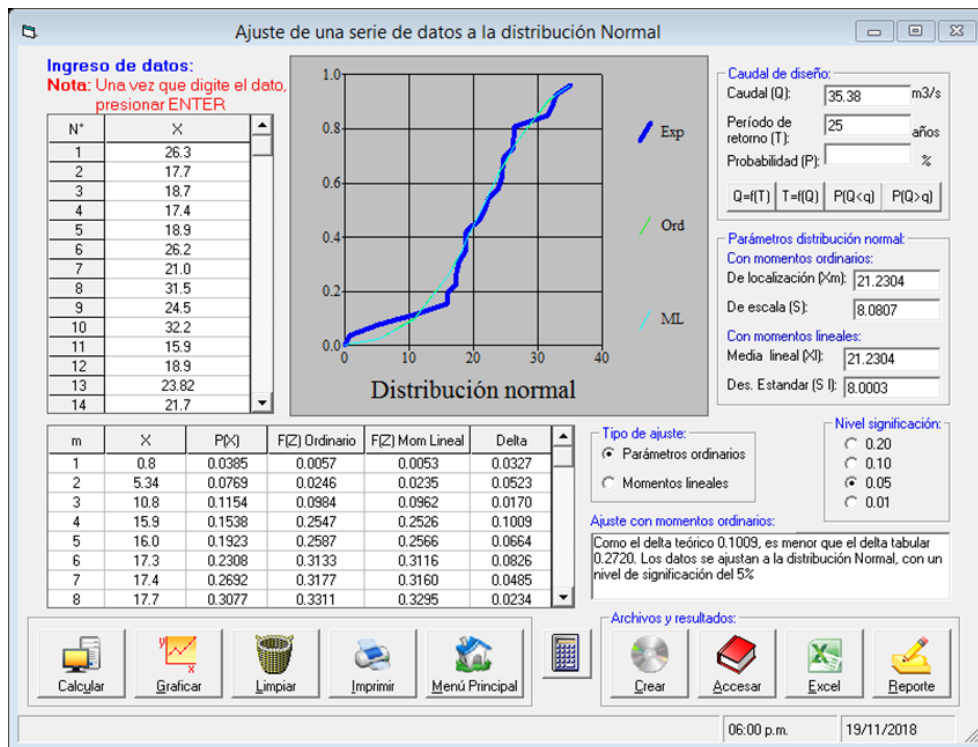 Ajuste de una serie de datos a la distribución Normal
Ingreso de datos:
Nota: Una vez que digite el dato,
presionar ENTER
N° X
1 26.3
2 17.7
3 18.7
4 17.4
5 18.9
6 26.2
7 21.0
8 31.5
9 24.5
10 32.2
11 15.9
12 18.9
13 23.82
14 21.7
1.0
0.8
0.6
0.4
0.2
0.0
0 10 20 30 40
Exp
Ord
ML
Distribución normal
Caudal de diseño:
Caudal (Q): 35.38 m3/s
Período de
retorno (T): 25 años
Probabilidad (P): %
Q=f(T) T=f(Q) P(Q<q) P(Q>q)
Parámetros distribución normal:
Con momentos ordinarios:
De localización (Xm): 21.2304
De escala (S): 8.0807
Con momentos lineales:
Media lineal (Xl): 21.2304
Des. Estandar (S l): 8.0003
m X P(X) F(Z) Ordinario F(Z) Mom Lineal Delta
1 0.8 0.0385 0.0057 0.0053 0.0327
2 5.34 0.0769 0.0246 0.0235 0.0523
3 10.8 0.1154 0.0984 0.0962 0.0170
4 15.9 0.1538 0.2547 0.2526 0.1009
5 16.0 0.1923 0.2587 0.2566 0.0664
6 17.3 0.2308 0.3133 0.3116 0.0826
7 17.4 0.2692 0.3177 0.3160 0.0485
8 17.7 0.3077 0.3311 0.3295 0.0234
Tipo de ajuste:
Parámetros ordinarios
Momentos lineales
Nivel significación:
0.20
0.10
0.05
0.01
Ajuste con momentos ordinarios:
Como el delta teórico 0.1009, es menor que el delta tabular
0.2720. Los datos se ajustan a la distribución Normal, con un
nivel de significación del 5%
Calcular Graficar Limpiar Imprimir Menú Principal
Archivos y resultados:
Crear Accesar Excel Reporte
06:00 p.m. 19/11/2018